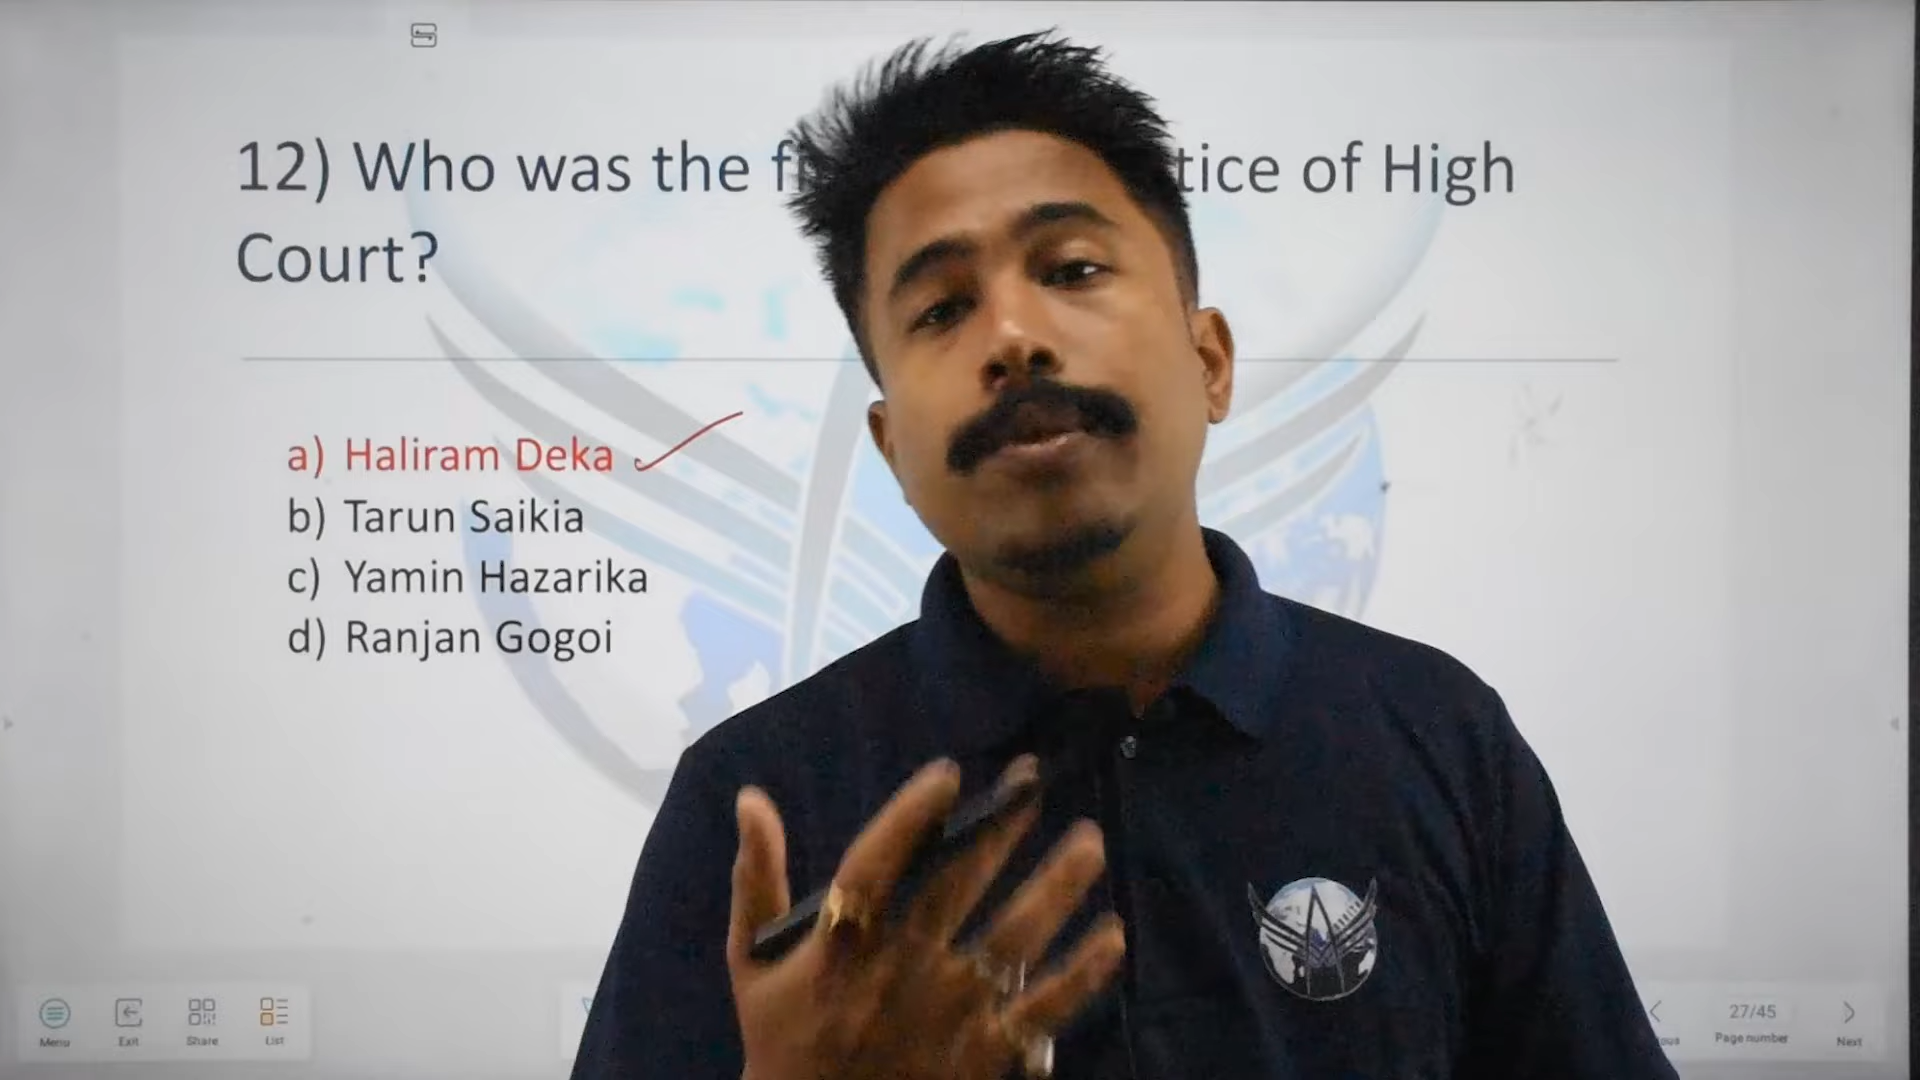 12) Who was the f tice of High
Court?
a) Haliram Deka
b) Tarun Saikia
c) Yamin Hazarika
d) Ranjan Gogoi
Menu
Exit
Share
List
27/45
Page number
Next